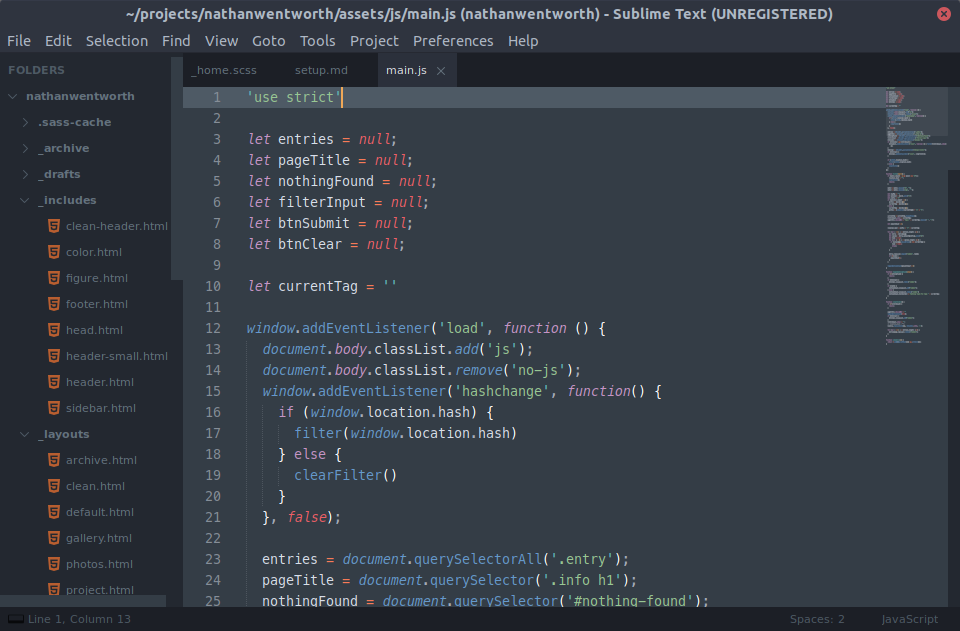 ~/projects/nathanwentworth/assets/js/main.js (nathanwentworth) - Sublime Text (UNREGISTERED)
File Edit Selection Find View Goto Tools Project Preferences Help
FOLDERS
nathanwentworth
.sass-cache
_archive
_drafts
_includes
clean-header.html
color.html
figure.html
footer.html
head.html
header-small.html
header.html
sidebar.html
_layouts
archive.html
clean.html
default.html
gallery.html
photos.html
project.html
_home.scss setup.md main.js
1 'use strict'
2
3 let entries = null;
4 let pageTitle = null;
5 let nothingFound = null;
6 let filterInput = null;
7 let btnSubmit = null;
8 let btnClear = null;
9
10 let currentTag = ''
11
12 window.addEventListener('load', function () {
13 document.body.classList.add('js');
14 document.body.classList.remove('no-js');
15 window.addEventListener('hashchange', function() {
16 if (window.location.hash) {
17 filter(window.location.hash)
18 } else {
19 clearFilter()
20 }
21 }, false);
22
23 entries = document.querySelectorAll('.entry');
24 pageTitle = document.querySelector('.info h1');
25 nothingFound = document.querySelector('#nothing-found');
Line 1, Column 13 Spaces: 2 JavaScript